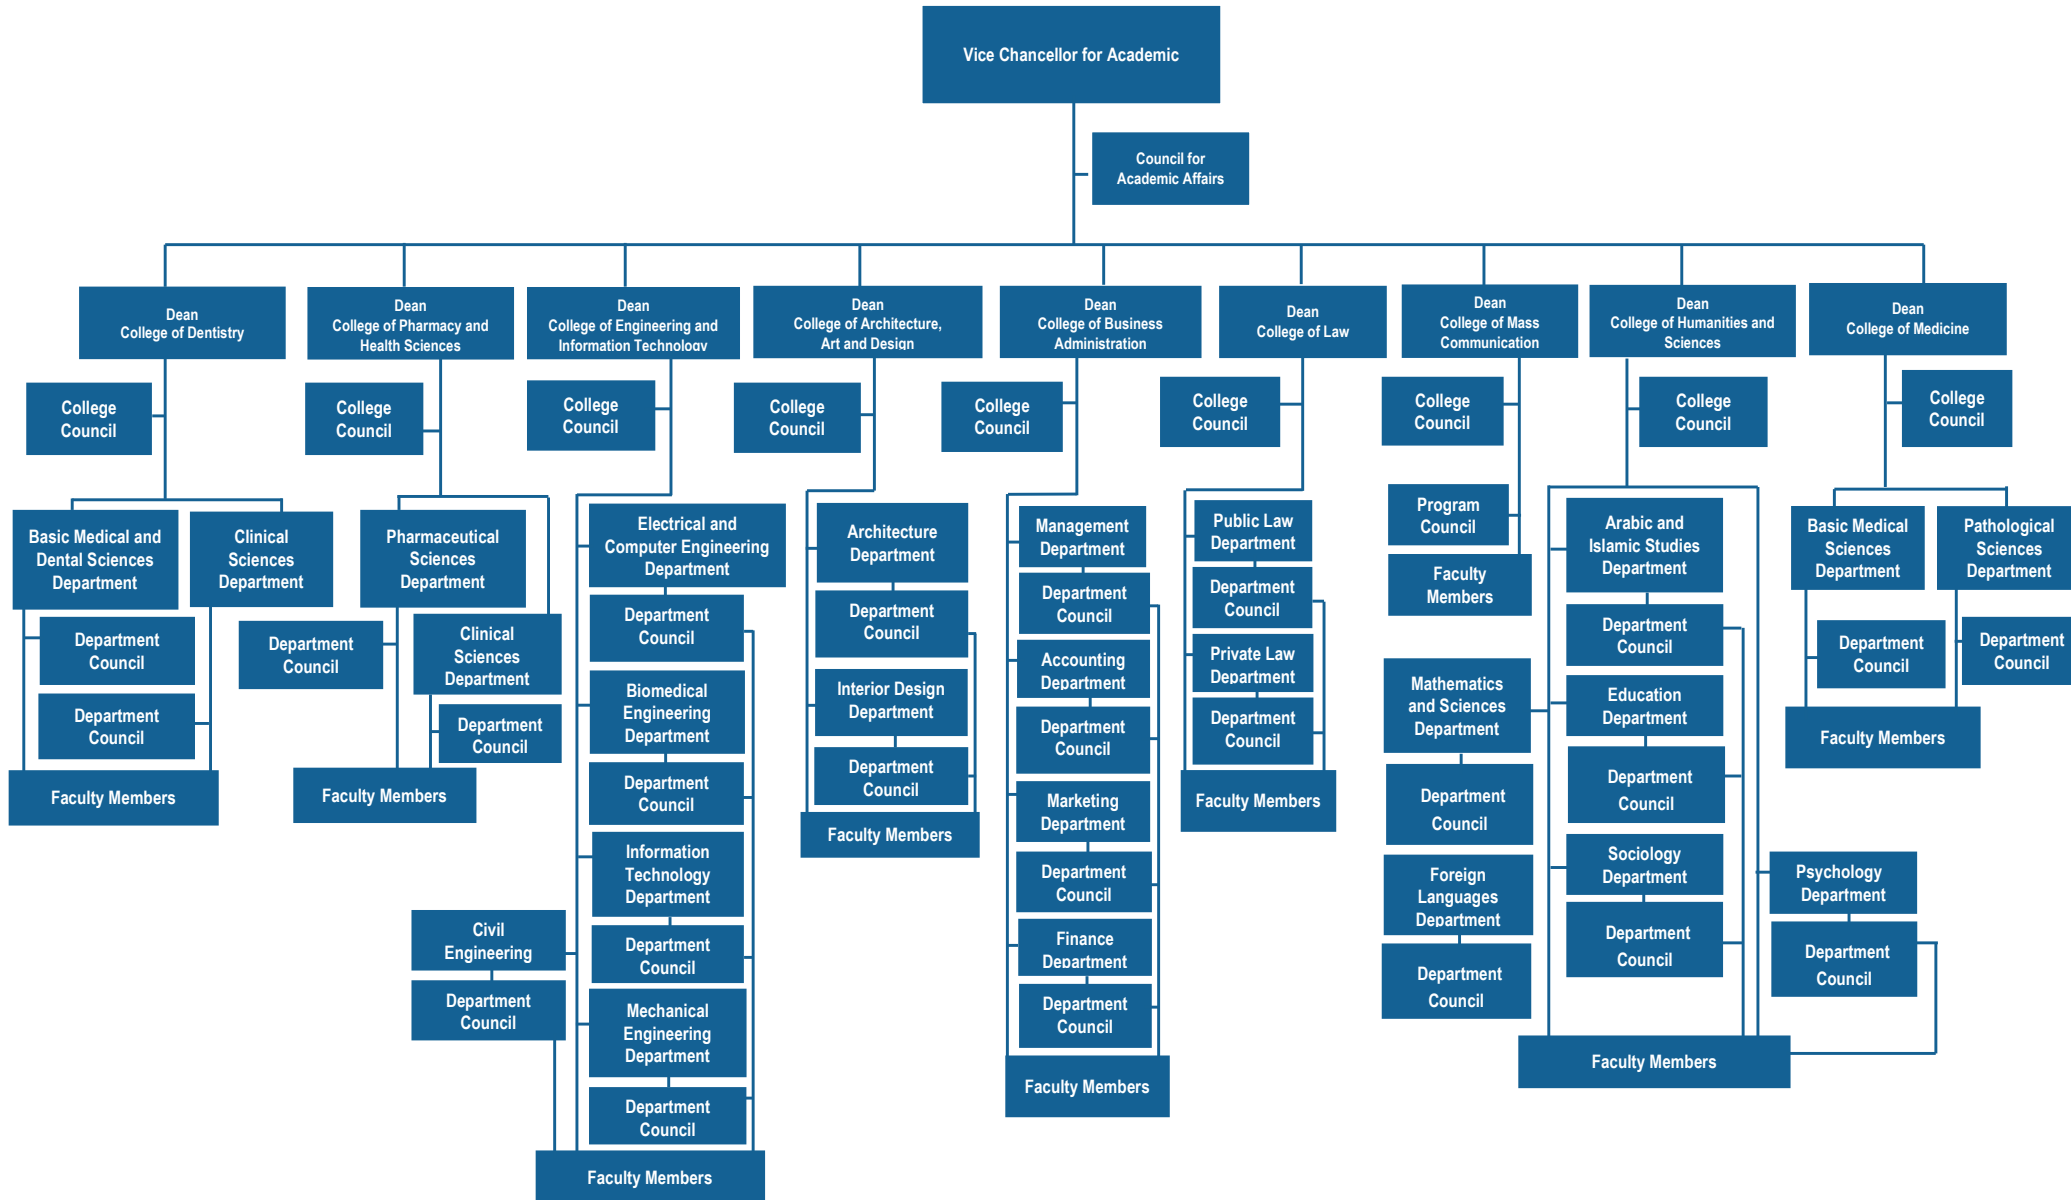 Vice Chancellor for Academic
Council for
Academic Affairs
Dean
College of Dentistry
Dean
College of Pharmacy and
Health Sciences
Dean
College of Engineering and
Information Technology
Dean
College of Architecture,
Art and Design
Dean
College of Business
Administration
Dean
College of Law
Dean
College of Mass
Communication
Dean
College of Humanities and
Sciences
Dean
College of Medicine
College
Council
College
Council
College
Council
College
Council
College
Council
College
Council
College
Council
College
Council
College
Council
Basic Medical and
Dental Sciences
Department
Clinical
Sciences
Department
Department
Council
Department
Council
Faculty Members
Pharmaceutical
Sciences
Department
Department
Council
Clinical
Sciences
Department
Department
Council
Faculty Members
Electrical and
Computer Engineering
Department
Department
Council
Biomedical
Engineering
Department
Department
Council
Information
Technology
Department
Department
Council
Civil
Engineering
Department
Council
Mechanical
Engineering
Department
Department
Council
Faculty Members
Architecture
Department
Department
Council
Interior Design
Department
Department
Council
Faculty Members
Management
Department
Department
Council
Accounting
Department
Department
Council
Marketing
Department
Department
Council
Finance
Department
Department
Council
Faculty Members
Public Law
Department
Department
Council
Private Law
Department
Department
Council
Faculty Members
Program
Council
Faculty
Members
Arabic and
Islamic Studies
Department
Department
Council
Mathematics
and Sciences
Department
Department
Council
Education
Department
Department
Council
Foreign
Languages
Department
Department
Council
Sociology
Department
Department
Council
Psychology
Department
Department
Council
Faculty Members
Basic Medical
Sciences
Department
Pathological
Sciences
Department
Department
Council
Department
Council
Faculty Members